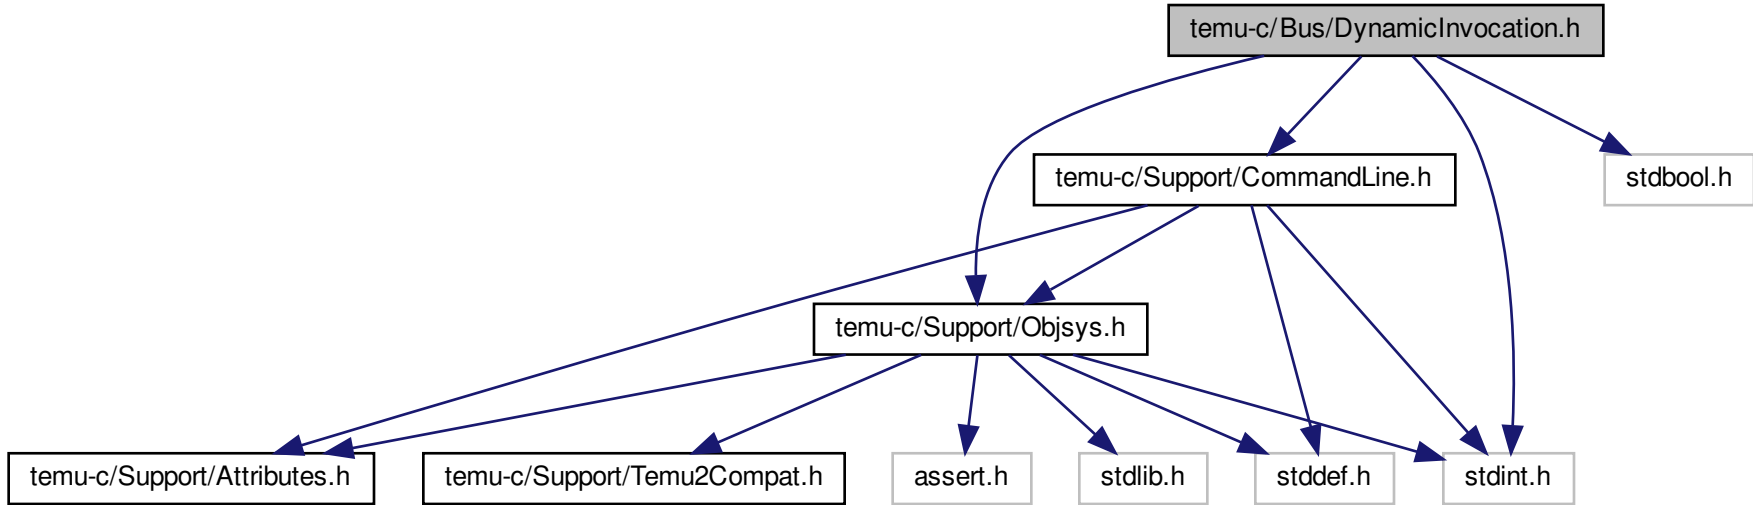 temu-c/Bus/DynamicInvocation.h
temu-c/Support/CommandLine.h
stdbool.h
temu-c/Support/Objsys.h
temu-c/Support/Attributes.h
temu-c/Support/Temu2Compat.h
assert.h
stdlib.h
stddef.h
stdint.h